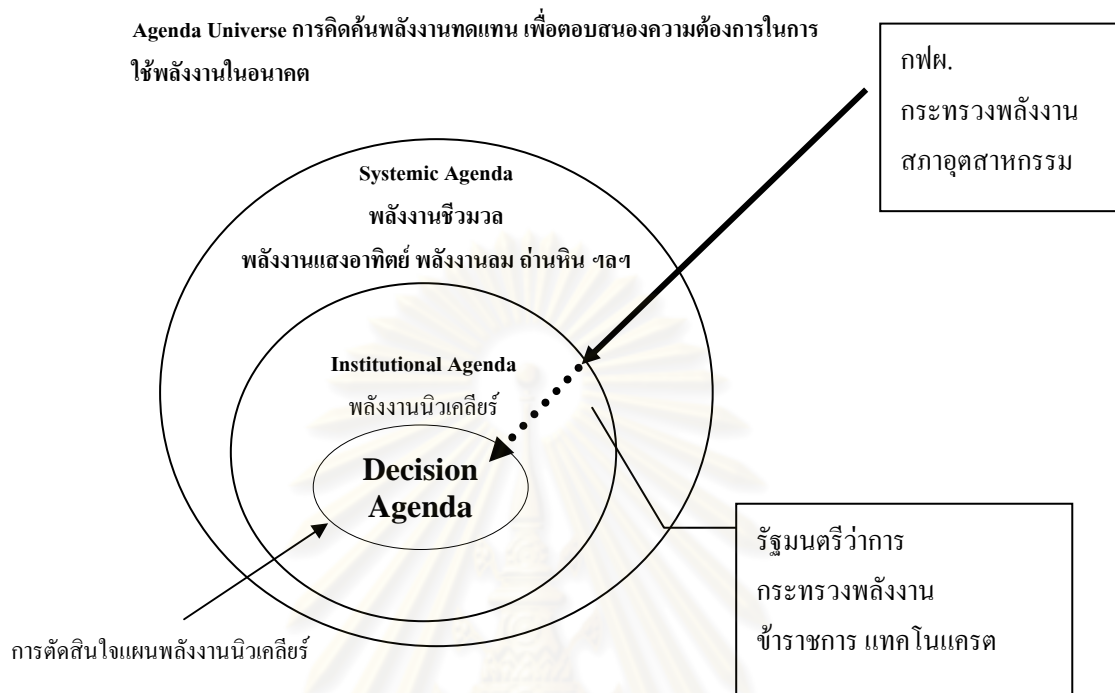 Agenda Universe การคิดค้นพลังงานทดแทน เพื่อตอบสนองความต้องการในการ
ใช้พลังงานในอนาคต
กฟผ.
กระทรวงพลังงาน
สภาอุตสาหกรรม
Systemic Agenda
พลังงานชีวมวล
พลังงานแสงอาทิตย์ พลังงานลม ถ่านหิน ฯลฯ
Institutional Agenda
พลังงานนิวเคลียร์
Decision
Agenda
รัฐมนตรีว่าการ
กระทรวงพลังงาน
ข้าราชการ แทคโนแครต
การตัดสินใจแผนพลังงานนิวเคลียร์